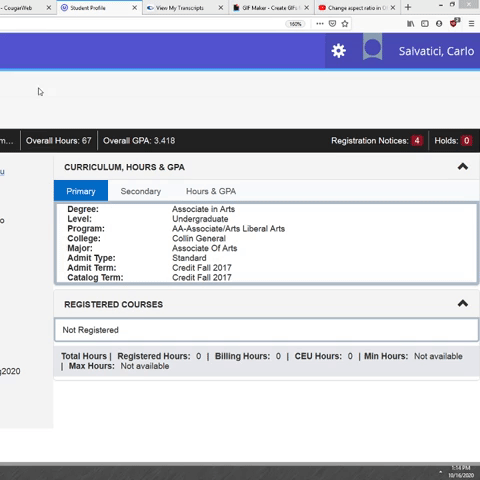 - CougarWeb
Student Profile
View My Transcripts
GIF Maker - Create GIFs
Change aspect ratio in
160%
Salvatici, Carlo
m...
Overall Hours: 67
Overall GPA: 3.418
Registration Notices: 4
Holds: 0
u
CURRICULUM, HOURS & GPA
Primary
Secondary
Hours & GPA
Degree: Associate in Arts
Level: Undergraduate
Program: AA-Associate/Arts Liberal Arts
College: Collin General
Major: Associate Of Arts
Admit Type: Standard
Admit Term: Credit Fall 2017
Catalog Term: Credit Fall 2017
o
REGISTERED COURSES
Not Registered
Total Hours | Registered Hours: 0 | Billing Hours: 0 | CEU Hours: 0 | Min Hours: Not available
| Max Hours: Not available
g2020
1:14 PM
10/16/2020